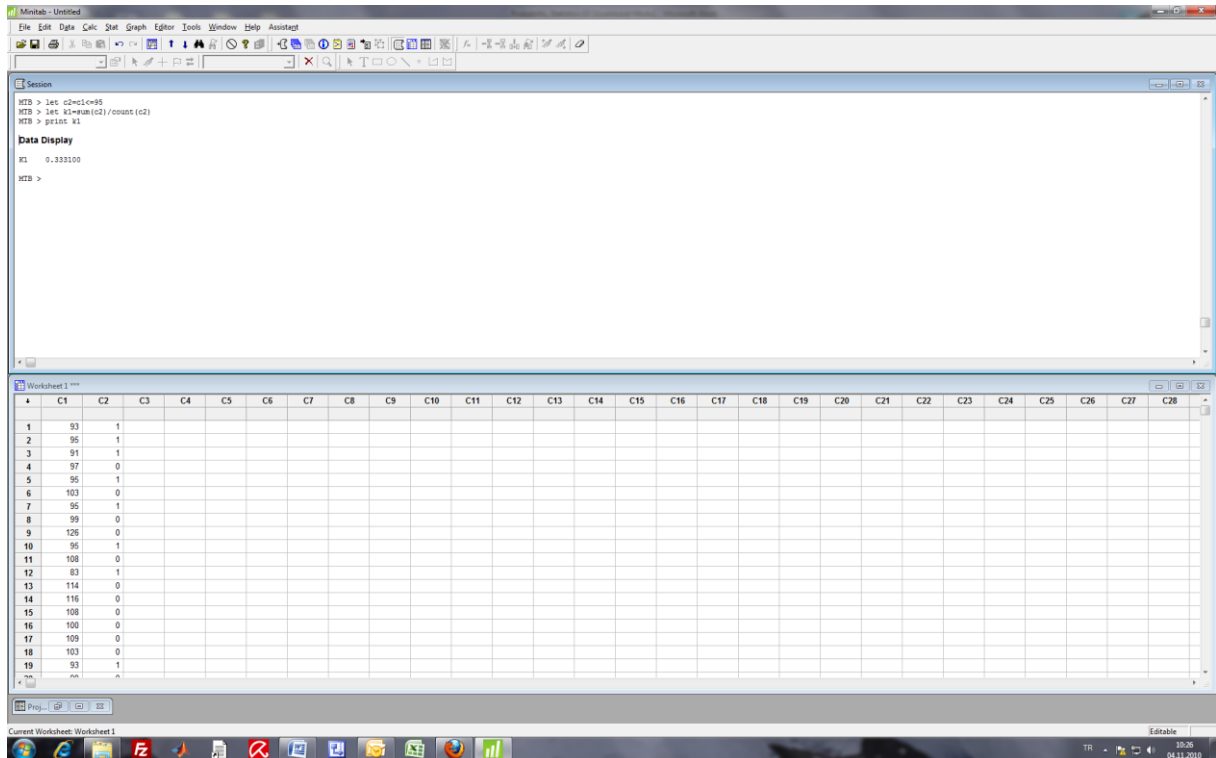 Minitab - Untitled
File Edit Data Calc Stat Graph Editor Tools Window Help Assistant
Session
MTB > let c2=c1<=95
MTB > let k1=sum(c2)/count(c2)
MTB > print k1
Data Display
K1 0.333100
MTB >
Worksheet 1 ***
C1 C2 C3 C4 C5 C6 C7 C8 C9 C10 C11 C12 C13 C14 C15 C16 C17 C18 C19 C20 C21 C22 C23 C24 C25 C26 C27 C28
1 93 1
2 95 1
3 91 1
4 97 0
5 95 1
6 103 0
7 95 1
8 99 0
9 126 0
10 95 1
11 108 0
12 83 1
13 114 0
14 116 0
15 108 0
16 100 0
17 109 0
18 103 0
19 93 1
Proj...
Current Worksheet: Worksheet 1
Editable
TR
10:26
04.11.2010